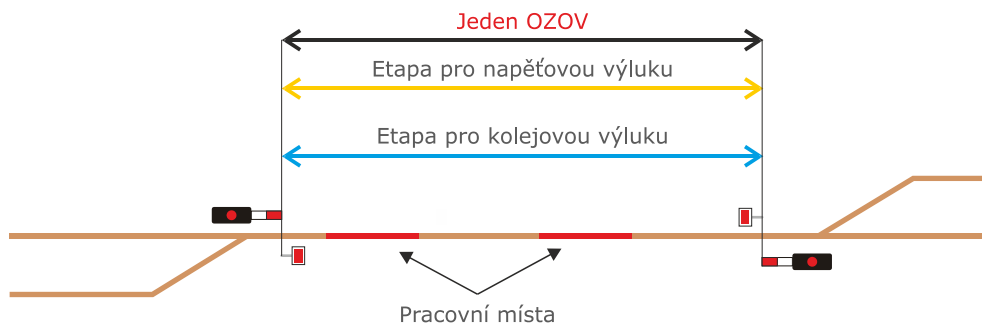 Jeden OZOV
Etapa pro napěťovou výluku
Etapa pro kolejovou výluku
Pracovní místa